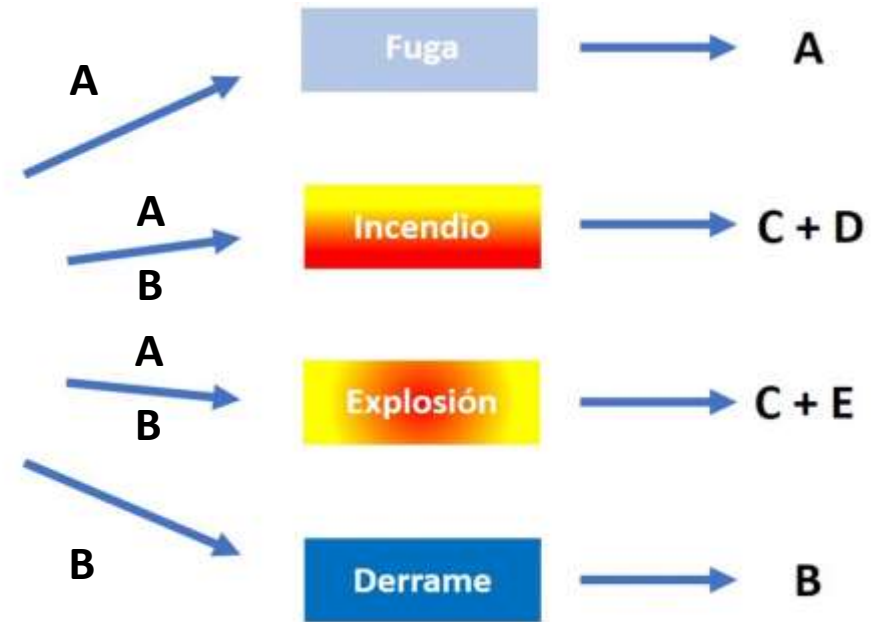 A
Fuga
A
A
B
Incendio
C + D
A
B
Explosión
C + E
B
Derrame
B